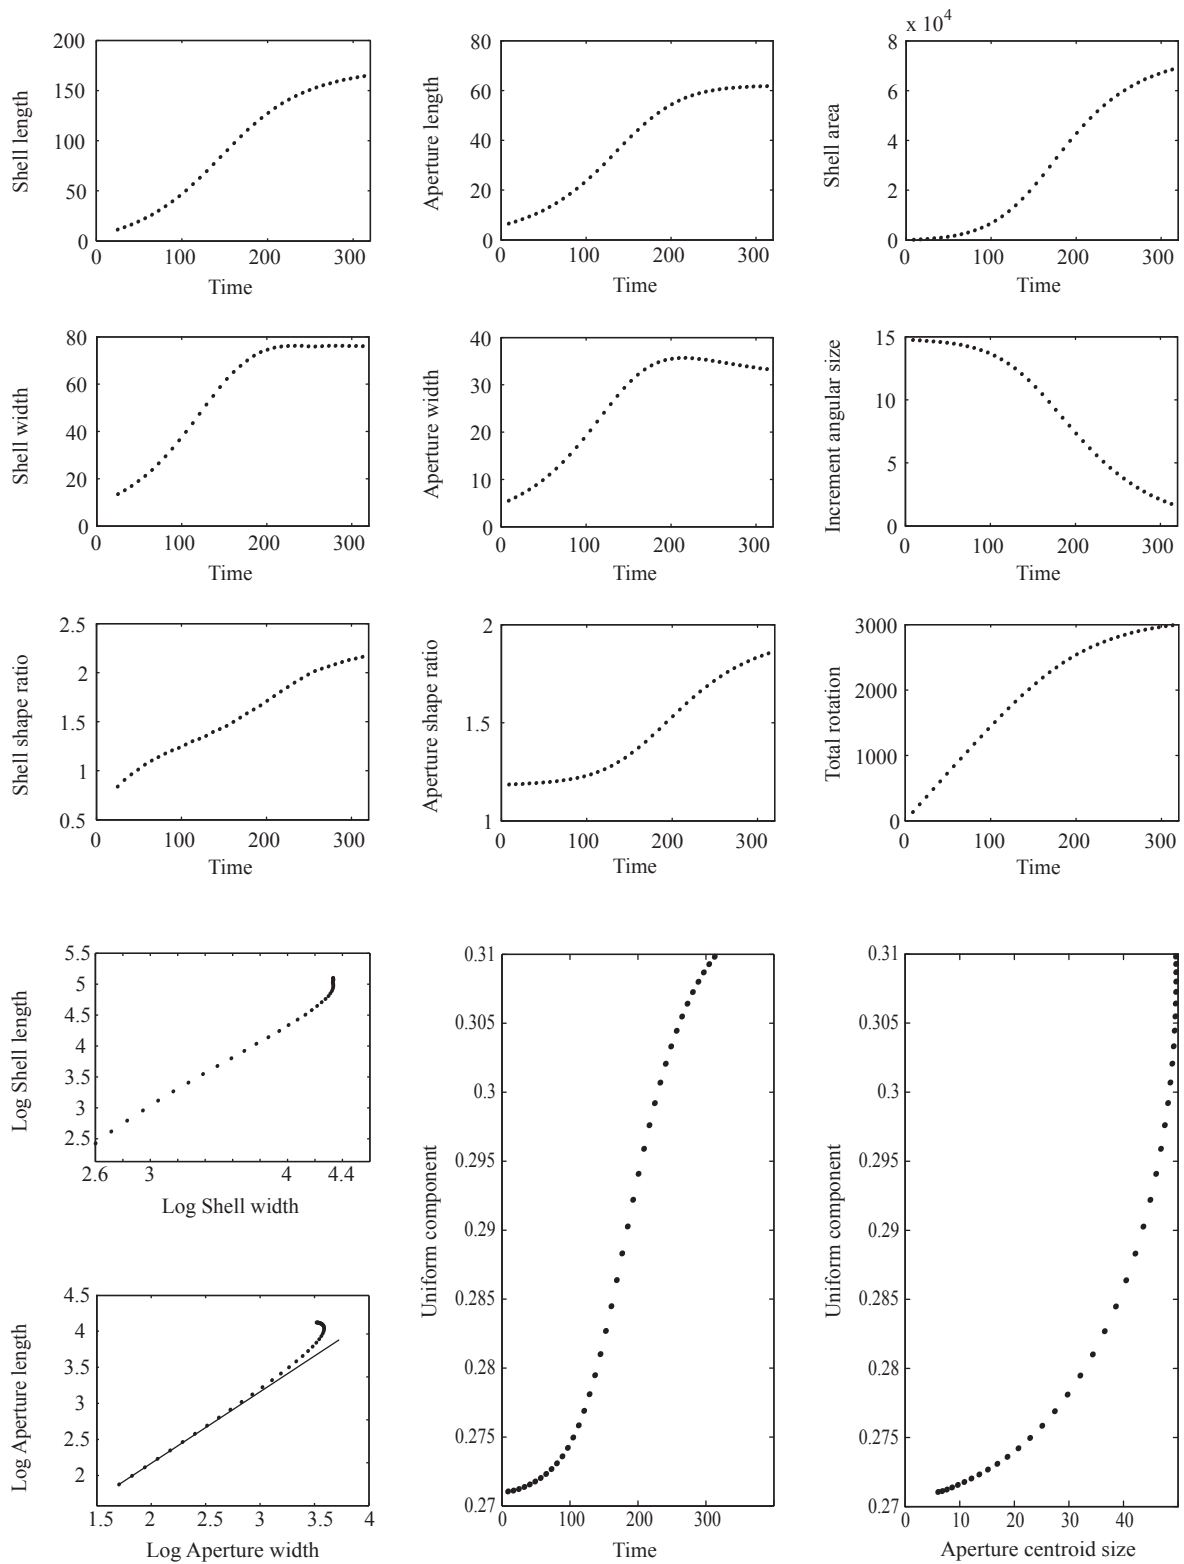 200
150
100
50
0
Shell length
0 100 200 300
Time
80
60
40
20
0
Aperture length
0 100 200 300
Time
x 10^4
8
6
4
2
0
Shell area
0 100 200 300
Time
80
60
40
20
0
Shell width
0 100 200 300
Time
40
30
20
10
0
Aperture width
0 100 200 300
Time
15
10
5
0
Increment angular size
0 100 200 300
Time
2.5
2
1.5
1
0.5
Shell shape ratio
0 100 200 300
Time
2
1.5
1
Aperture shape ratio
0 100 200 300
Time
3000
2000
1000
0
Total rotation
0 100 200 300
Time
5.5
5
4.5
4
3.5
3
2.5
Log Shell length
2.6 3 4 4.4
Log Shell width
4.5
4
3.5
3
2.5
2
Log Aperture length
1.5 2 2.5 3 3.5 4
Log Aperture width
0.31
0.305
0.3
0.295
0.29
0.285
0.28
0.275
0.27
Uniform component
0 100 200 300
Time
0.31
0.305
0.3
0.295
0.29
0.285
0.28
0.275
0.27
Uniform component
0 10 20 30 40
Aperture centroid size